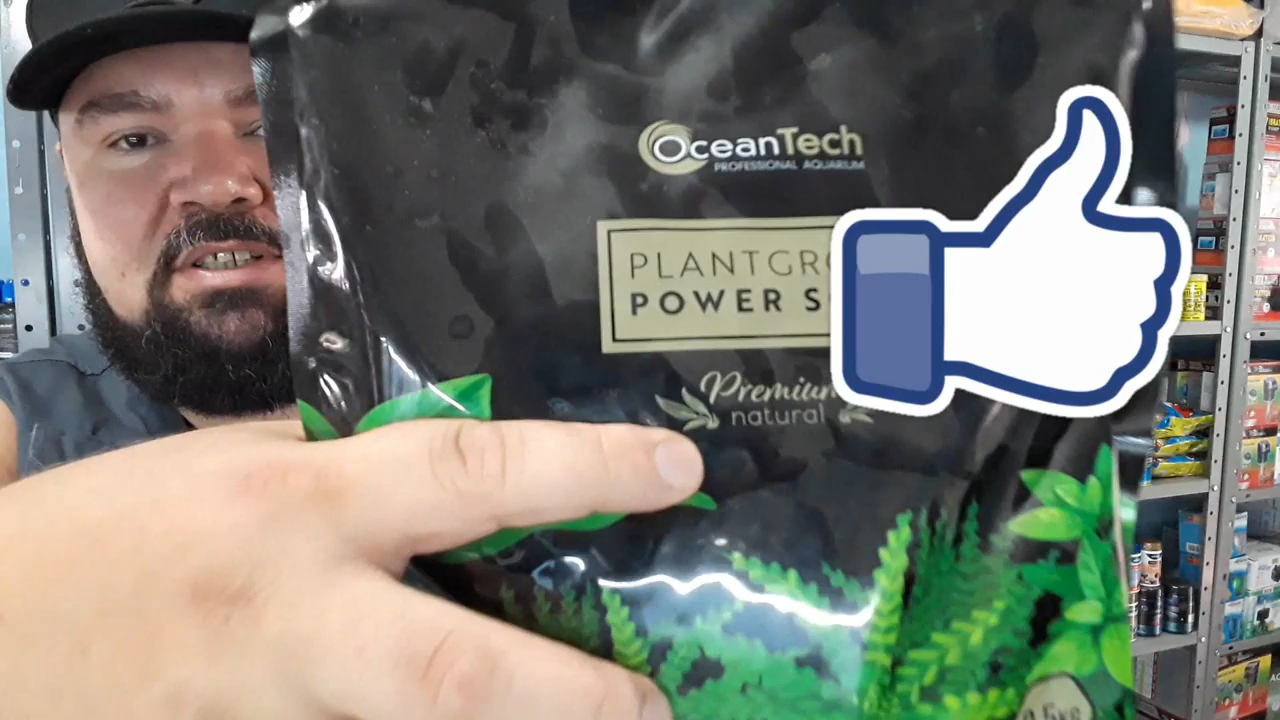 OceanTech
PROFESSIONAL AQUARIUM
PLANTGRO
POWER S
Premium
natural